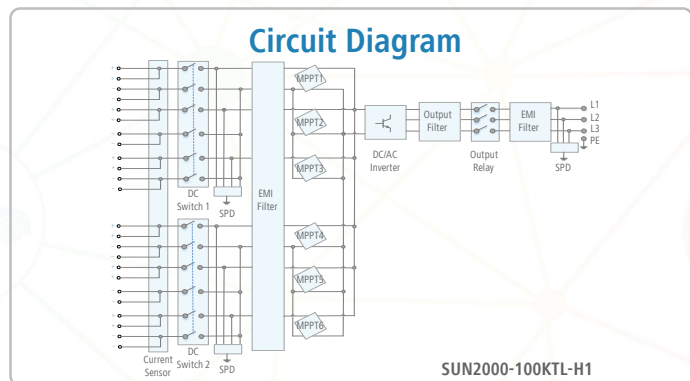 Circuit Diagram
MPPT1
MPPT2
MPPT3
MPPT4
MPPT5
MPPT6
DC
Switch 1
SPD
EMI
Filter
DC/AC
Inverter
Output
Filter
Output
Relay
EMI
Filter
L1
L2
L3
PE
SPD
Current
Sensor
DC
Switch 2
SPD
SUN2000-100KTL-H1